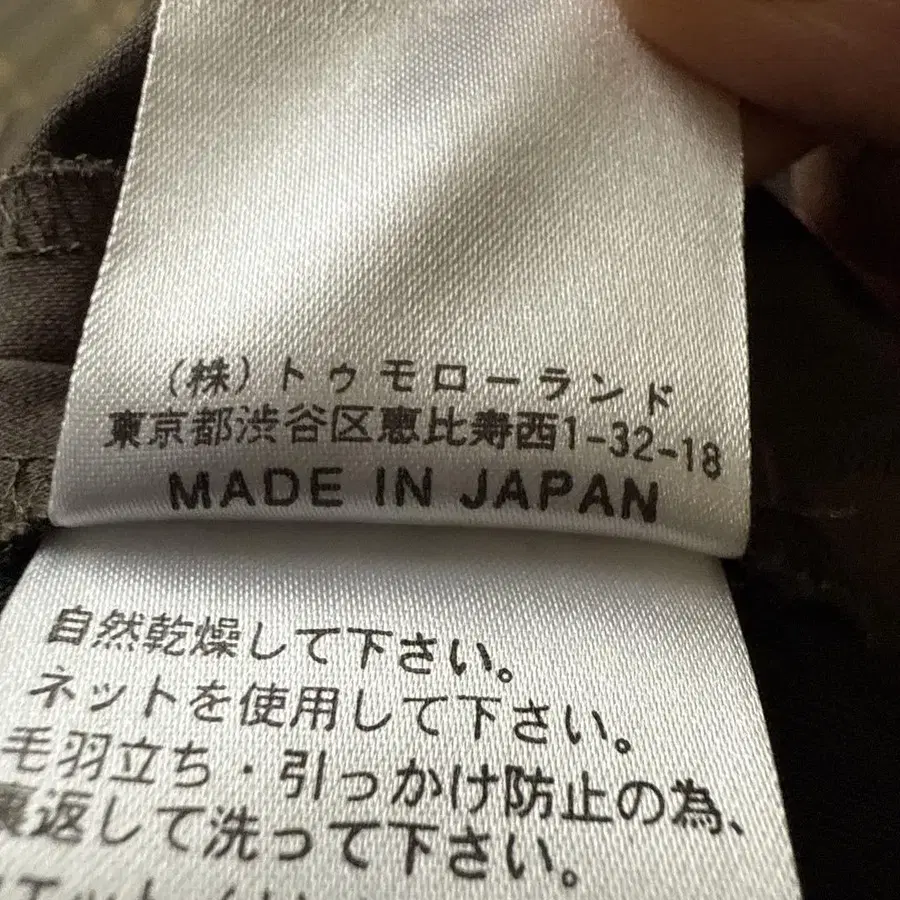 (株)トゥモローランド
東京都渋谷区恵比寿西1-32-18
MADE IN JAPAN
自然乾燥して下さい。
ネットを使用して下さい。
毛羽立ち・引っかけ防止の為、
裏返して洗って下さい。